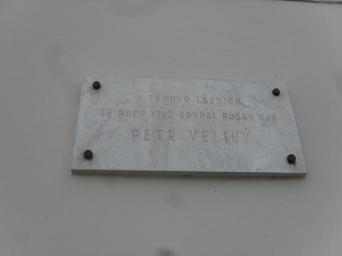 V TĚCHTO LÁZNÍCH
SE ROKU 1712 KOUPAL RUSKÝ CAR
PETR VELIKÝ